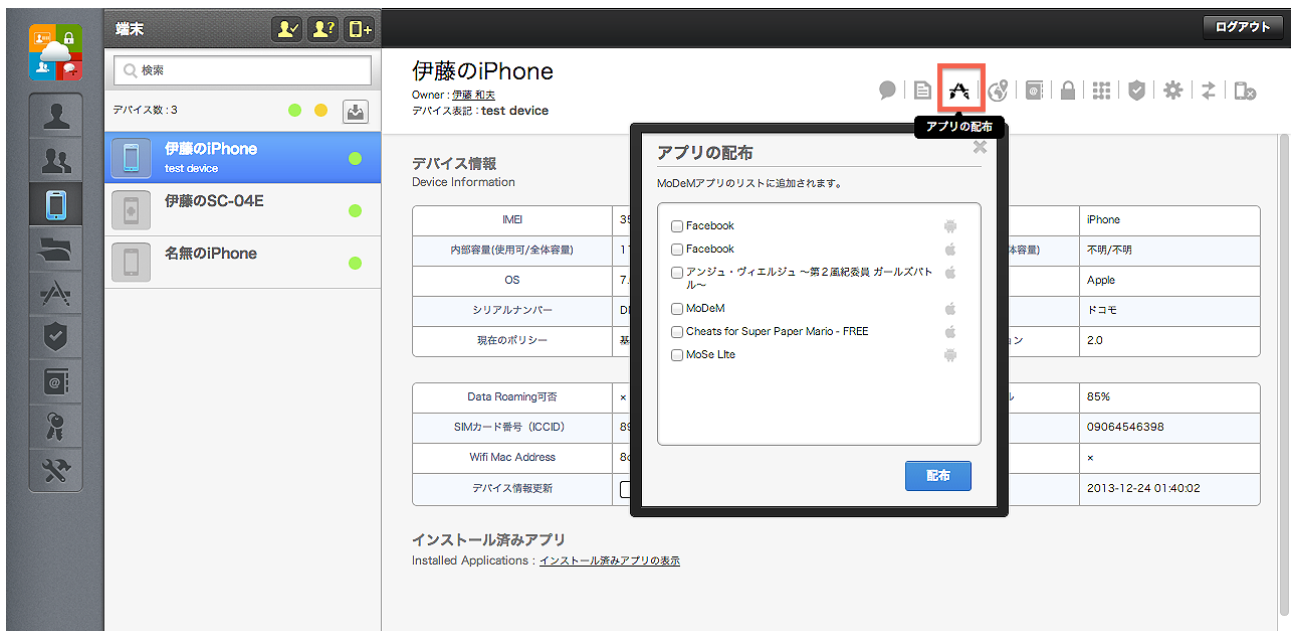 端末
ログアウト
検索
デバイス数 : 3
伊藤のiPhone
test device
伊藤のSC-04E
名無のiPhone
伊藤のiPhone
Owner : 伊藤 和夫
デバイス表記 : test device
アプリの配布
デバイス情報
Device Information
IMEI
35
iPhone
内部容量(使用可/全体容量)
体容量)
不明/不明
OS
7.
Apple
シリアルナンバー
ドコモ
現在のポリシー
ン
2.0
Data Roaming可否
×
ル
85%
SIMカード番号（ICCID）
89
09064546398
Wifi Mac Address
×
デバイス情報更新
2013-12-24 01:40:02
インストール済みアプリ
Installed Applications : インストール済みアプリの表示
アプリの配布
MoDeMアプリのリストに追加されます。
Facebook
Facebook
アンジュ・ヴィエルジュ ～第２風紀委員 ガールズバト
ル～
MoDeM
Cheats for Super Paper Mario - FREE
MoSe LIte
配布